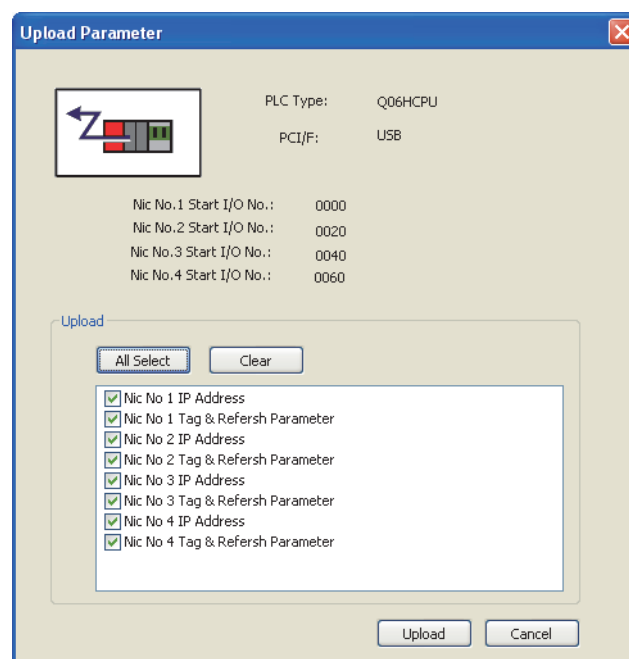 Upload Parameter
PLC Type: Q06HCPU
PCI/F: USB
Nic No.1 Start I/O No.: 0000
Nic No.2 Start I/O No.: 0020
Nic No.3 Start I/O No.: 0040
Nic No.4 Start I/O No.: 0060
Upload
All Select Clear
Nic No 1 IP Address
Nic No 1 Tag & Refersh Parameter
Nic No 2 IP Address
Nic No 2 Tag & Refersh Parameter
Nic No 3 IP Address
Nic No 3 Tag & Refersh Parameter
Nic No 4 IP Address
Nic No 4 Tag & Refersh Parameter
Upload Cancel